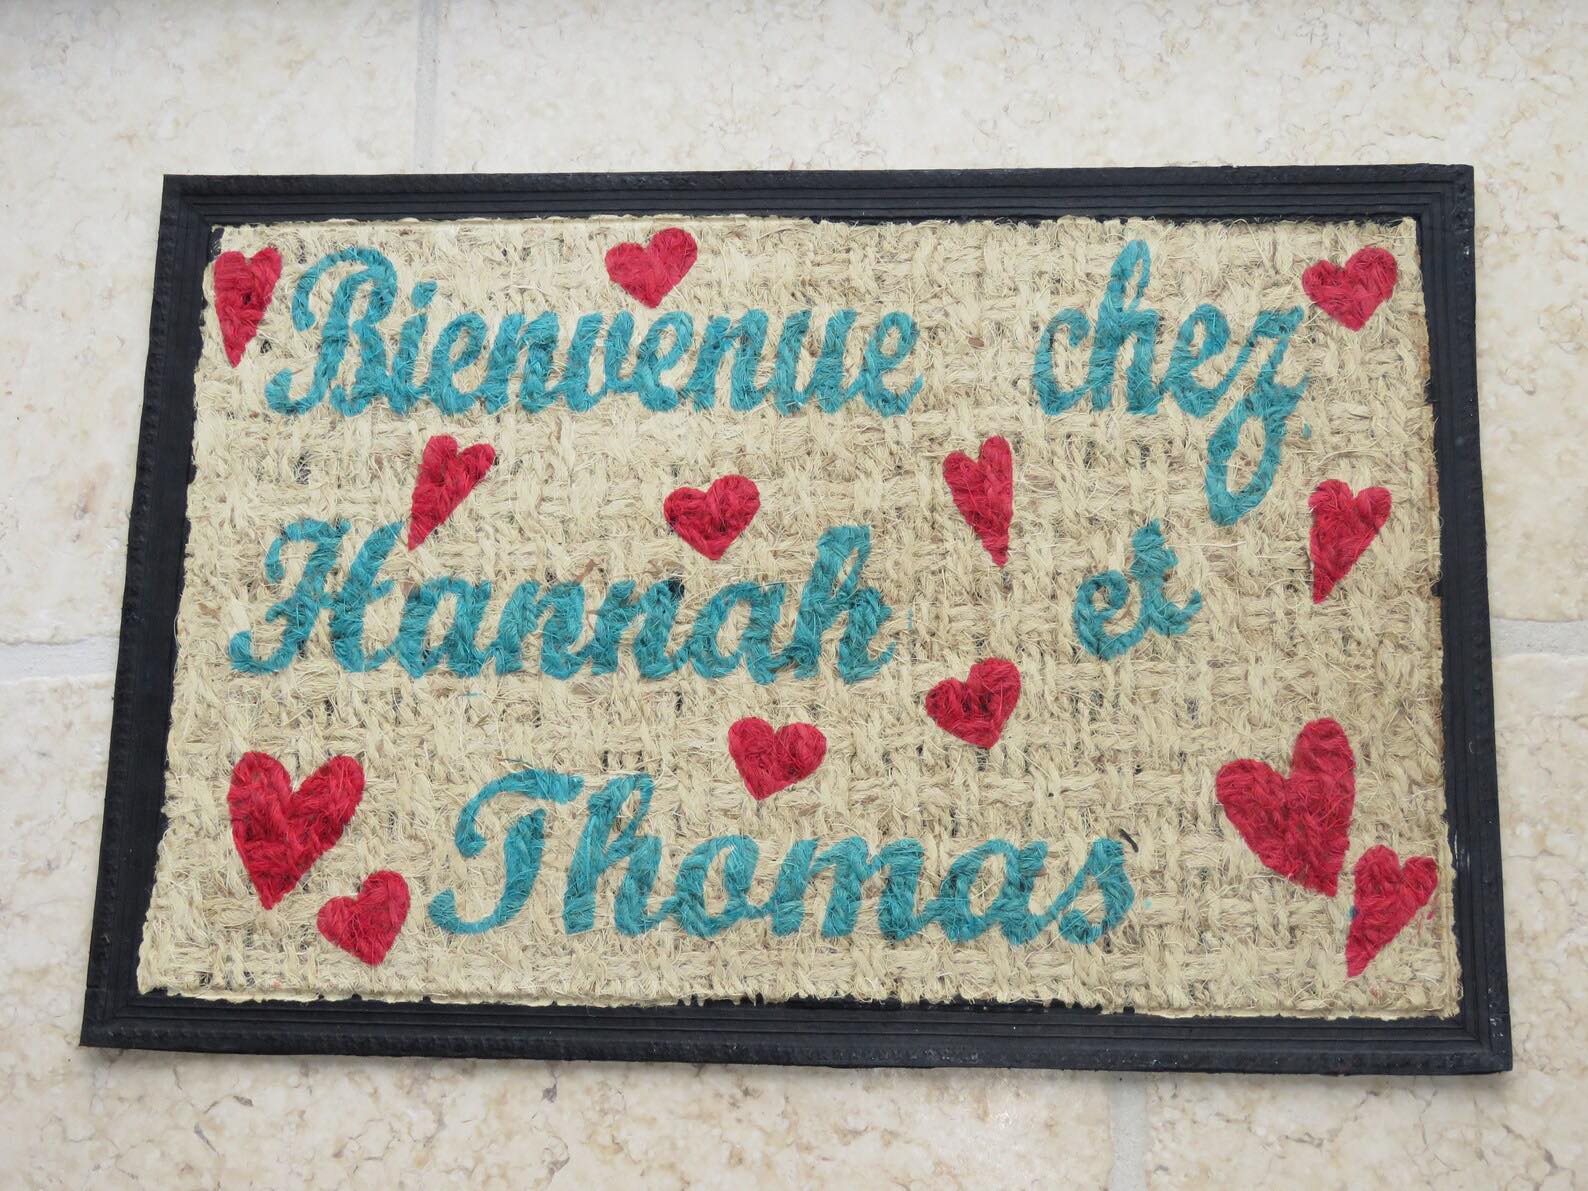 Bienvenue chez
Hannah et
Thomas